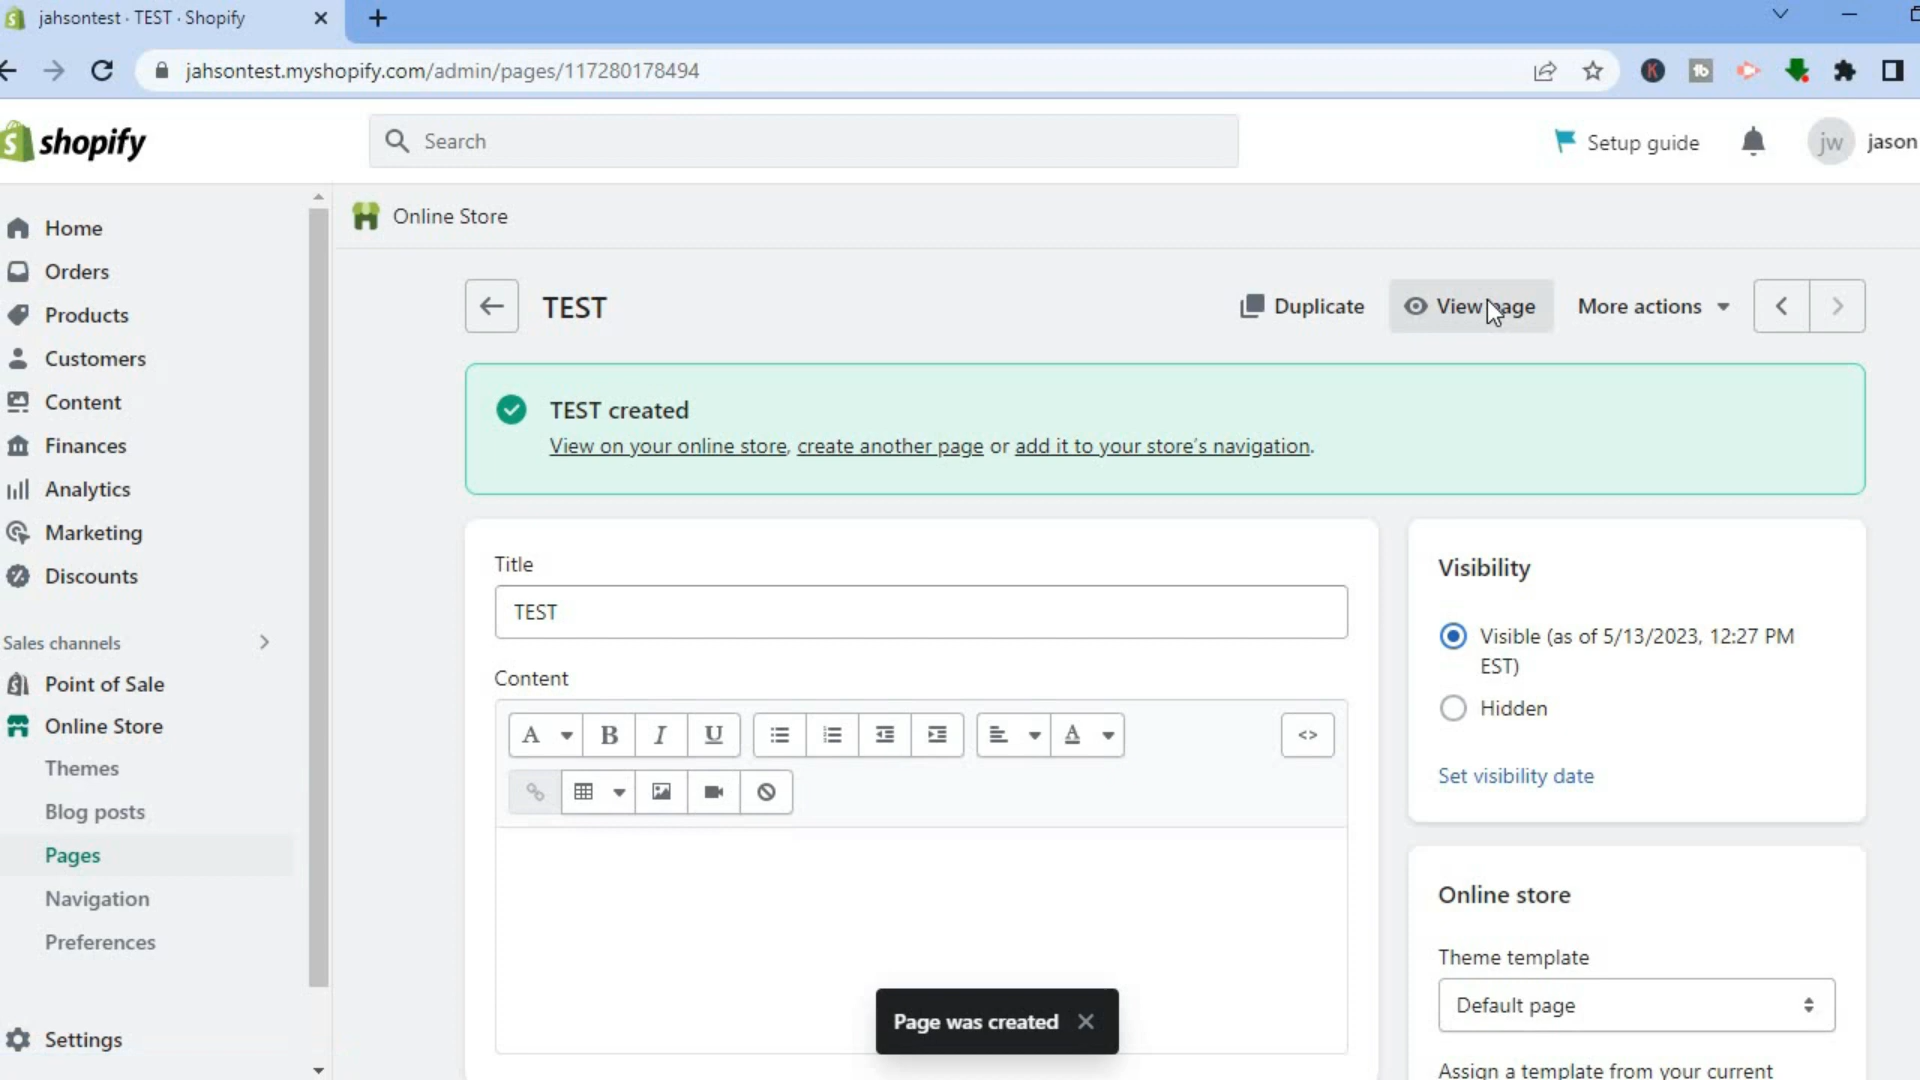 jahsontest · TEST · Shopify
jahsontest.myshopify.com/admin/pages/117280178494
shopify
Search
Setup guide
jw
jason
Home
Orders
Products
Customers
Content
Finances
Analytics
Marketing
Discounts
Sales channels
Point of Sale
Online Store
Themes
Blog posts
Pages
Navigation
Preferences
Settings
Online Store
TEST
Duplicate
View page
More actions
TEST created
View on your online store, create another page or add it to your store's navigation.
Title
TEST
Content
A B I U
A
<>
Page was created
Visibility
Visible (as of 5/13/2023, 12:27 PM
EST)
Hidden
Set visibility date
Online store
Theme template
Default page
Assign a template from your current